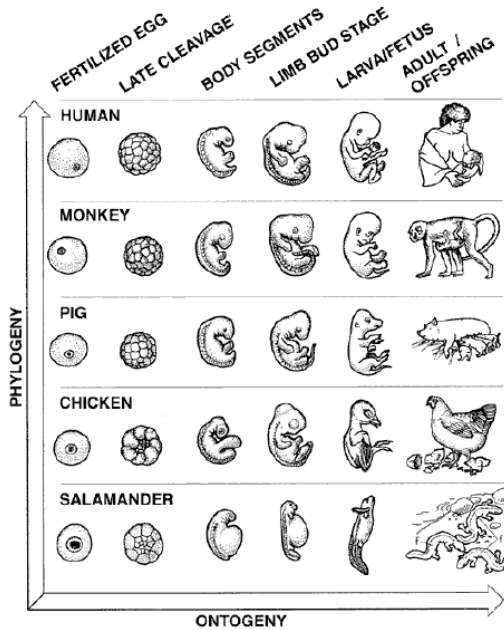 FERTILIZED EGG
LATE CLEAVAGE
BODY SEGMENTS
LIMB BUD STAGE
LARVA/FETUS
ADULT /
OFFSPRING
HUMAN
MONKEY
PIG
CHICKEN
SALAMANDER
PHYLOGENY
ONTOGENY